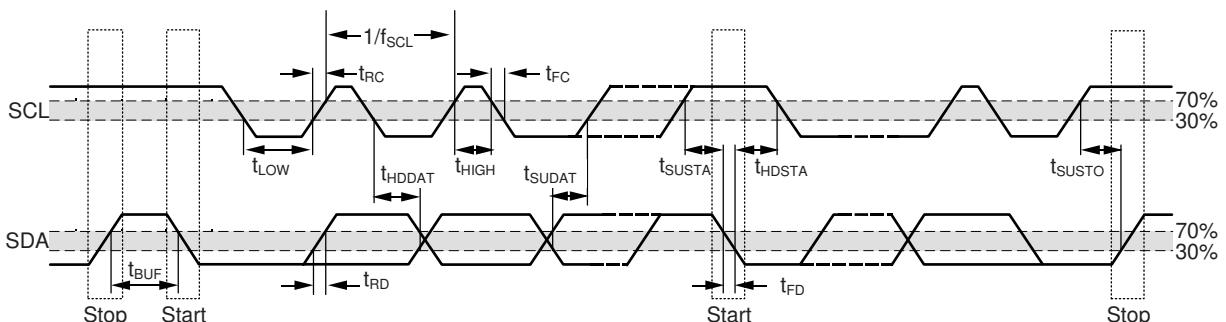 1/fSCL
tRC
tFC
SCL
70%
30%
tLOW
tHDDAT
tHIGH
tSUDAT
tSUSTA
tHDSTA
tSUSTO
SDA
70%
30%
tBUF
tRD
tFD
Stop
Start
Start
Stop